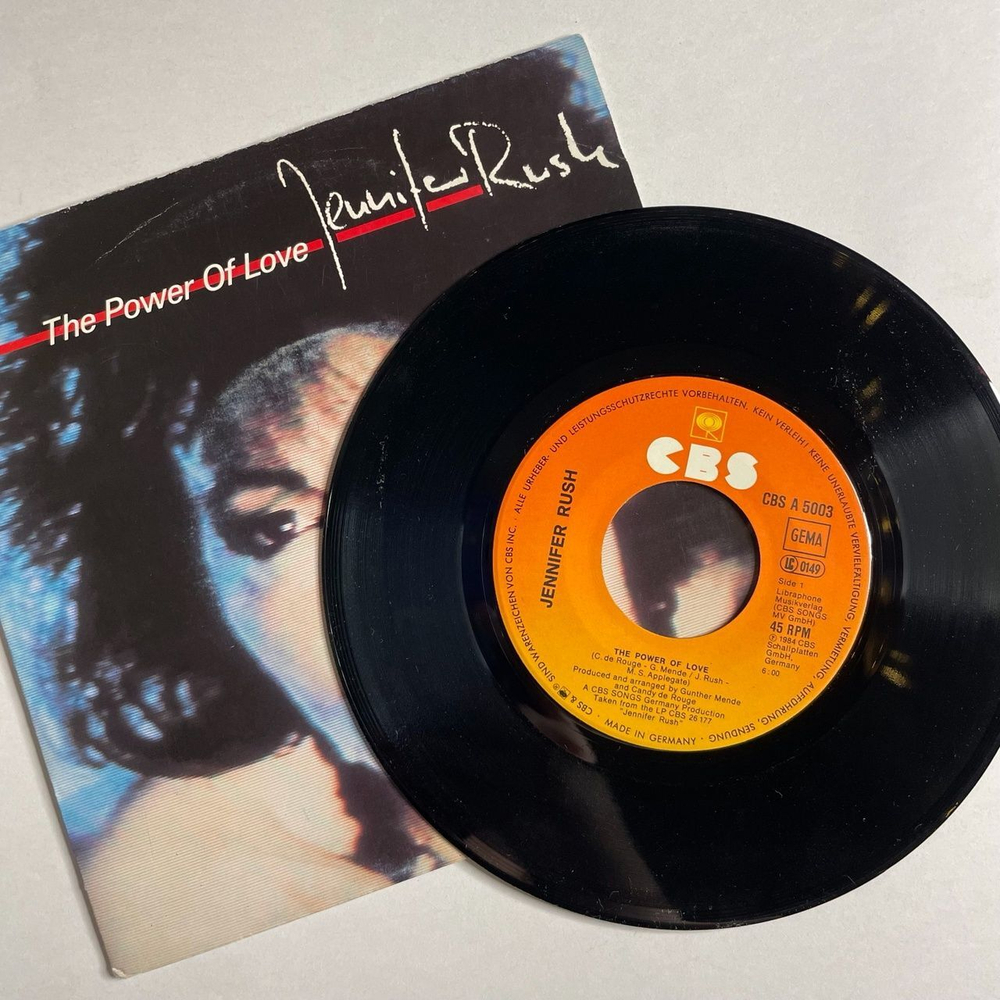 The Power Of Love
Jennifer Rush
ALLE URHEBER- UND LEISTUNGSSCHUTZRECHTE VORBEHALTEN. KEIN VERLEIH! KEINE UNERLAUBTE VERVIELFÄLTIGUNG, VERMIETUNG, AUFFÜHRUNG, SENDUNG,
CBS
CBS A 5003
GEMA
LC 0149
Side 1
Libraphone
Musikverlag
(CBS SONGS
MV GmbH)
45 RPM
℗ 1984 CBS
Schallplatten
GmbH,
Germany
6:00
JENNIFER RUSH
THE POWER OF LOVE
(C. de Rouge - G. Mende / J. Rush -
M. S. Applegate)
Produced and arranged by Gunther Mende
and Candy de Rouge
A CBS SONGS Germany Production
Taken from the LP CBS 26 177
"Jennifer Rush"
CBS & SIND WARENZEICHEN VON CBS INC. · MADE IN GERMANY ·